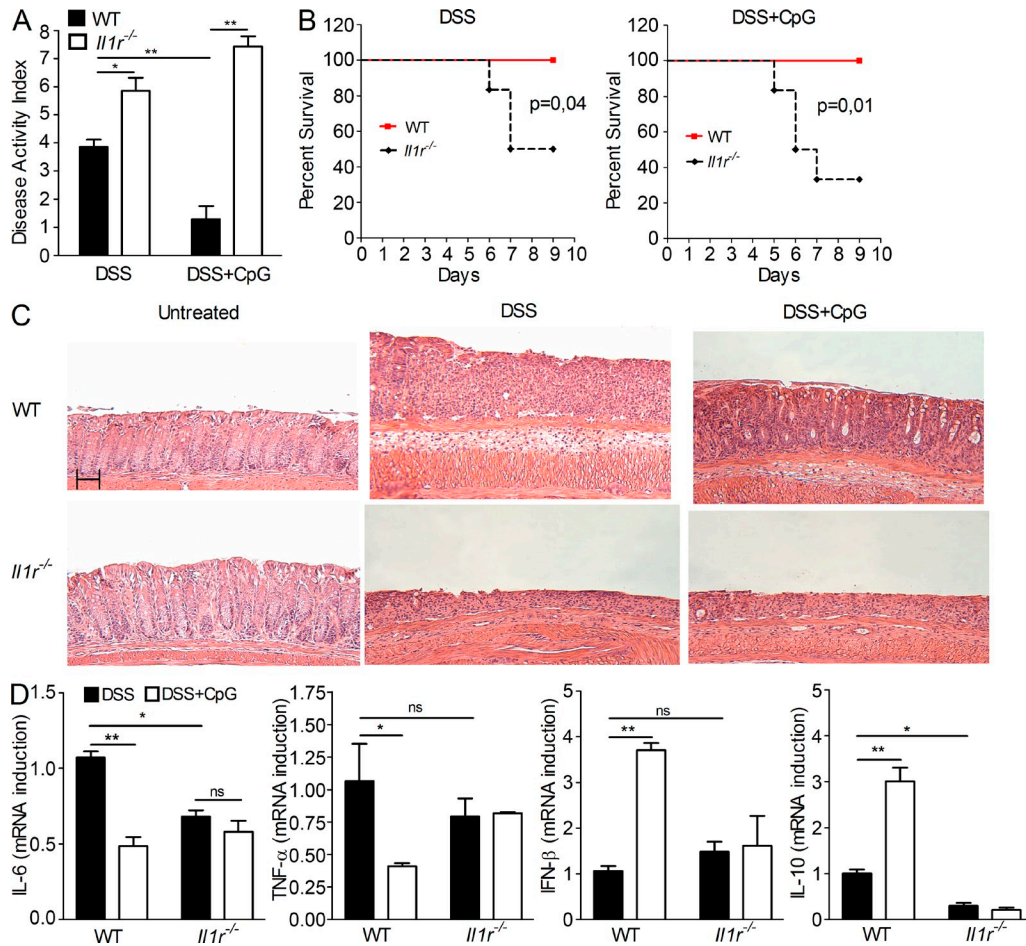 A
WT
Il1r-/-
Disease Activity Index
8
7
6
5
4
3
2
1
0
**
*
**
DSS DSS+CpG
B
DSS
Percent Survival
120
100
80
60
40
20
0
WT
Il1r-/-
p=0,04
0 1 2 3 4 5 6 7 8 9 10
Days
DSS+CpG
Percent Survival
120
100
80
60
40
20
0
WT
Il1r-/-
p=0,01
0 1 2 3 4 5 6 7 8 9 10
Days
C
Untreated DSS DSS+CpG
WT
Il1r-/-
D
DSS DSS+CpG
IL-6 (mRNA induction)
1.5
1.0
0.5
0.0
*
**
ns
WT Il1r-/-
TNF-α (mRNA induction)
1.50
1.25
1.00
0.75
0.50
0.25
0.00
ns
*
WT Il1r-/-
IFN-β (mRNA induction)
5
4
3
2
1
0
ns
**
WT Il1r-/-
IL-10 (mRNA induction)
4
3
2
1
0
*
**
WT Il1r-/-